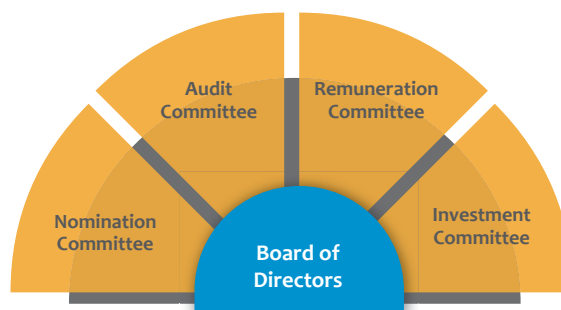 Audit
Committee
Remuneration
Committee
Nomination
Committee
Investment
Committee
Board of
Directors